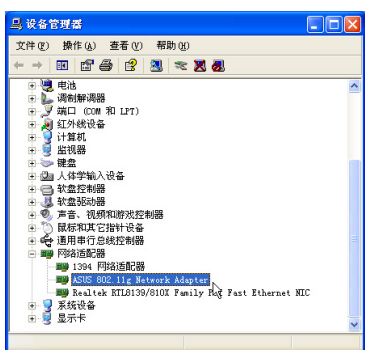 设备管理器
文件(F) 操作(A) 查看(V) 帮助(H)
电池
调制解调器
端口 (COM 和 LPT)
红外线设备
计算机
监视器
键盘
人体学输入设备
软盘控制器
软盘驱动器
声音、视频和游戏控制器
鼠标和其它指针设备
通用串行总线控制器
网络适配器
1394 网络适配器
ASUS 802.11g Network Adapter
Realtek RTL8139/810X Family Fast Ethernet NIC
系统设备
显示卡